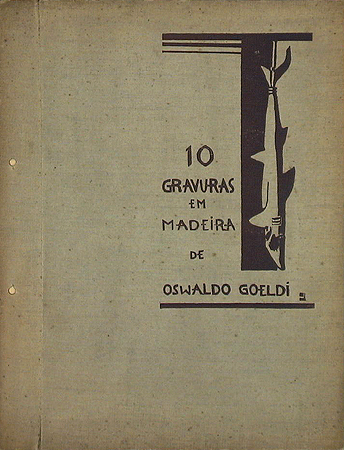 10
GRAVURAS
EM
MADEIRA
DE
OSWALDO GOELDI